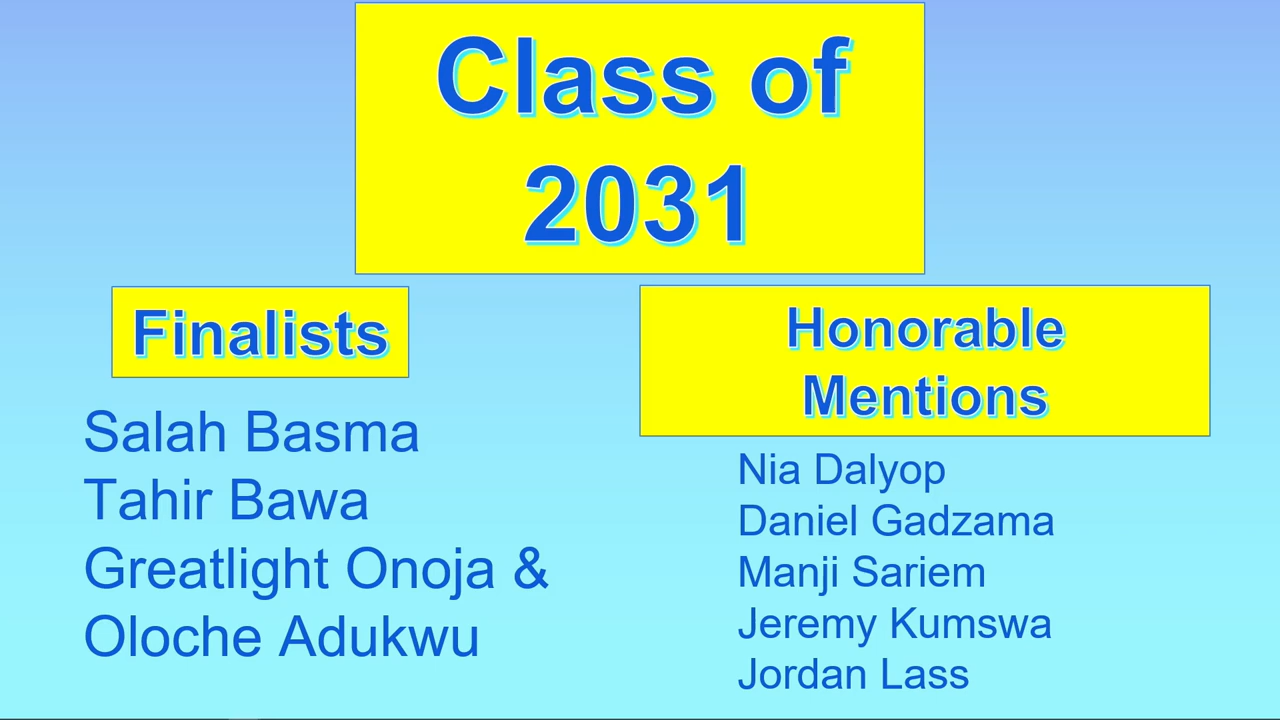 Class of
2031
Finalists
Salah Basma
Tahir Bawa
Greatlight Onoja &
Oloche Adukwu
Honorable
Mentions
Nia Dalyop
Daniel Gadzama
Manji Sariem
Jeremy Kumswa
Jordan Lass